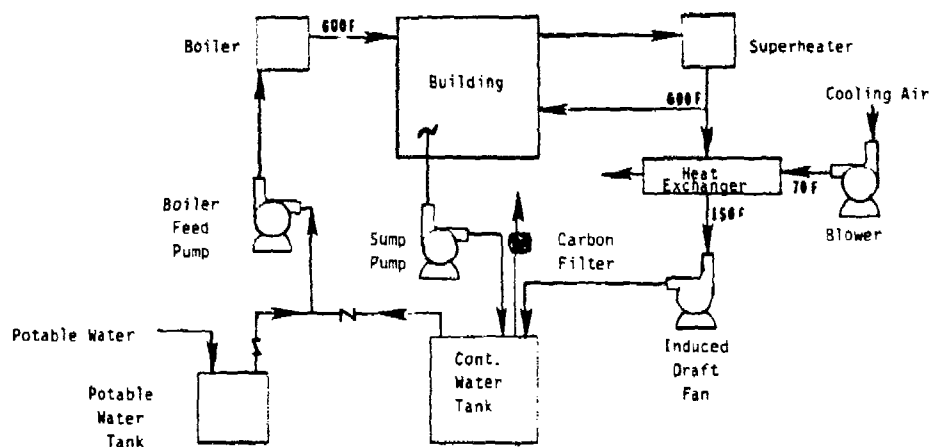 600F
Boiler
Superheater
Building
600F
Cooling Air
Heat
Exchanger
70F
150F
Boiler
Feed
Pump
Sump
Pump
Carbon
Filter
Blower
Potable Water
Cont.
Water
Tank
Induced
Draft
Fan
Potable
Water
Tank